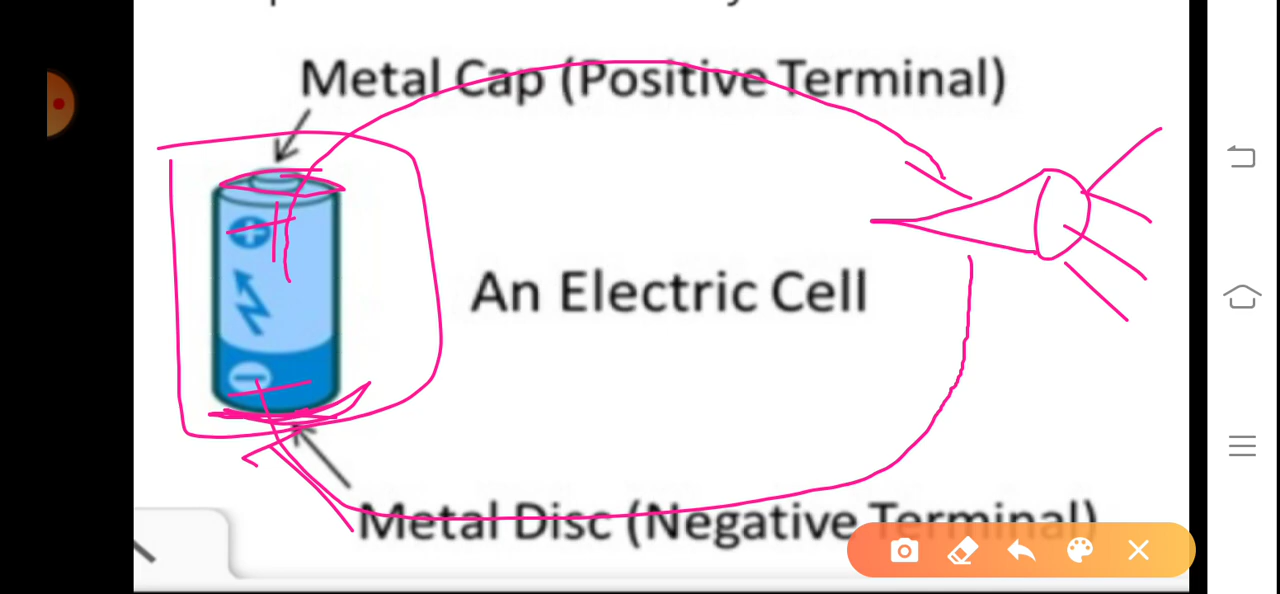 Metal Cap (Positive Terminal)
An Electric Cell
Metal Disc (Negative Terminal)